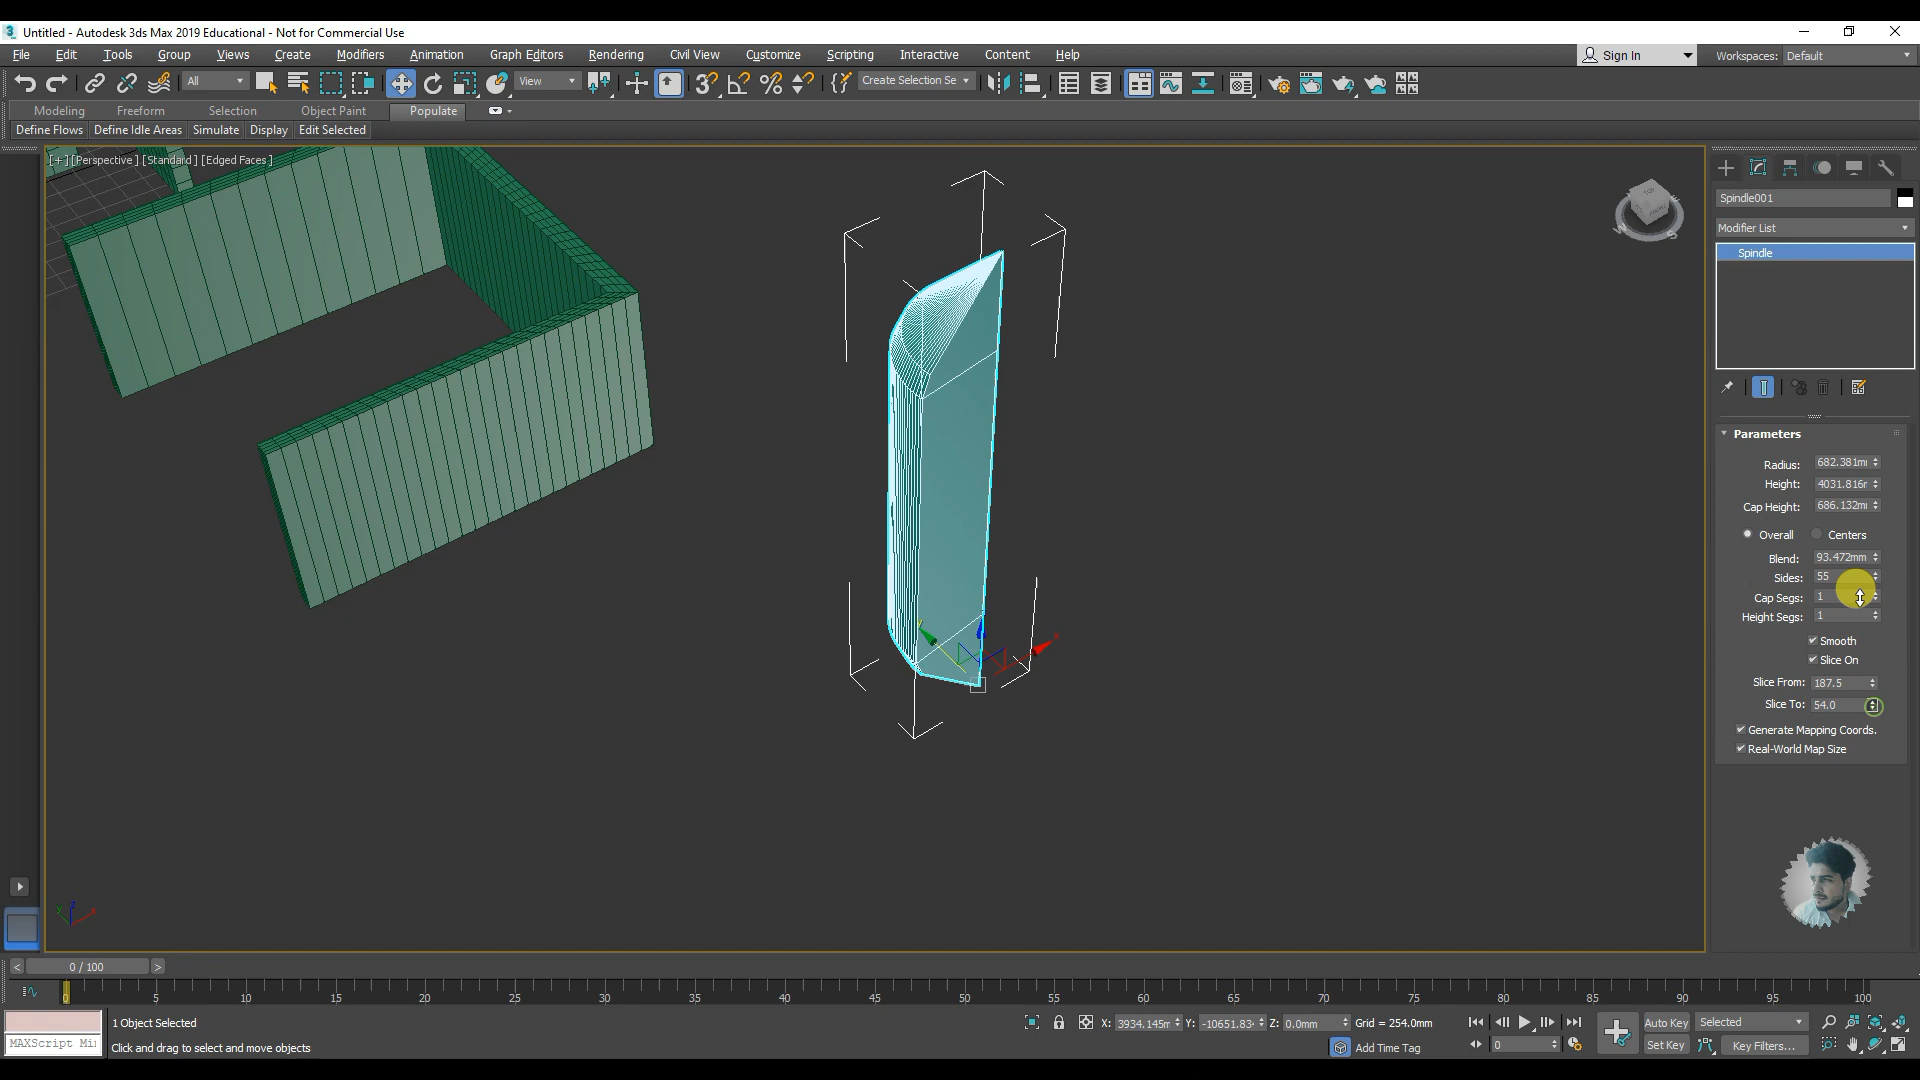 Untitled - Autodesk 3ds Max 2019 Educational - Not for Commercial Use
File Edit Tools Group Views Create Modifiers Animation Graph Editors Rendering Civil View Customize Scripting Interactive Content Help
Sign In Workspaces: Default
All View Create Selection Se
Modeling Freeform Selection Object Paint Populate
Define Flows Define Idle Areas Simulate Display Edit Selected
[+] [Perspective] [Standard] [Edged Faces]
Spindle001
Modifier List
Spindle
Parameters
Radius: 682.381m
Height: 4031.816
Cap Height: 686.132m
Overall Centers
Blend: 93.472mm
Sides: 55
Cap Segs: 1
Height Segs: 1
Smooth
Slice On
Slice From: 187.5
Slice To: 54.0
Generate Mapping Coords.
Real-World Map Size
< 0 / 100 >
0 5 10 15 20 25 30 35 40 45 50 55 60 65 70 75 80 85 90 95 100
1 Object Selected X: 3934.145 Y: -10651.83 Z: 0.0mm Grid = 254.0mm Auto Key Selected
MAXScript Mi Click and drag to select and move objects Add Time Tag 0 Set Key Key Filters...